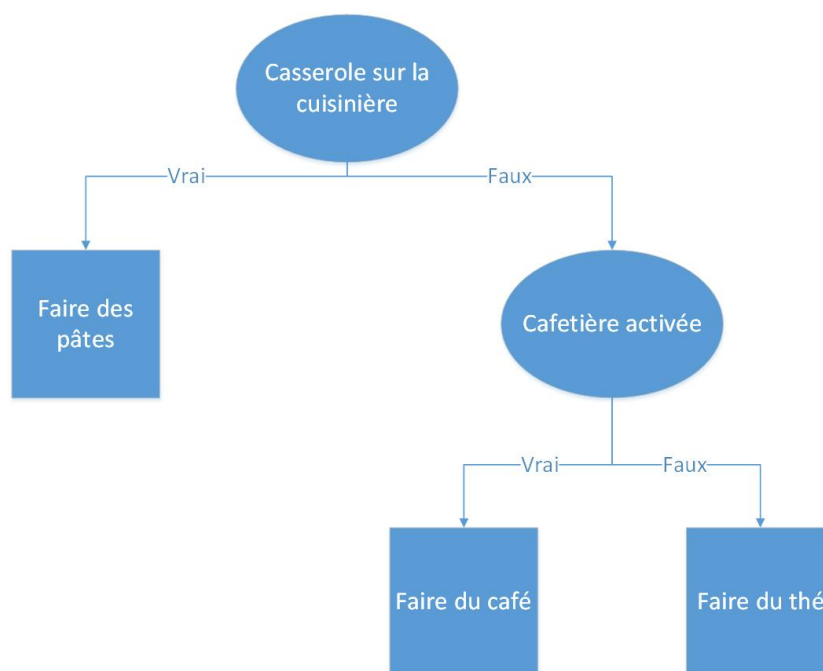 Casserole sur la
cuisinière
Vrai
Faux
Faire des
pâtes
Cafetière activée
Vrai
Faux
Faire du café
Faire du thé